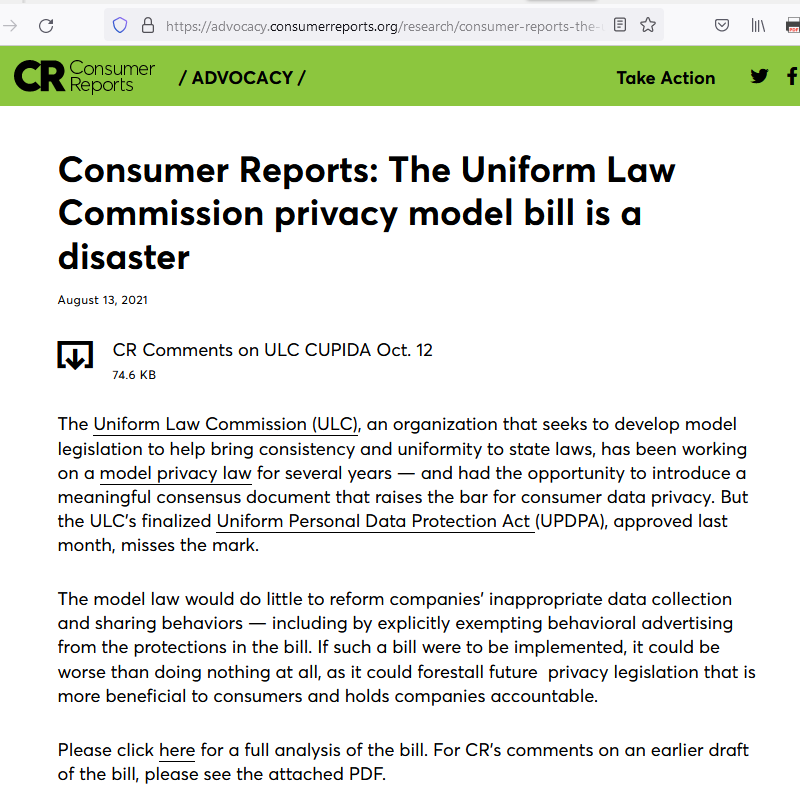 https://advocacy.consumerreports.org/research/consumer-reports-the-
CR Consumer Reports / ADVOCACY / Take Action
Consumer Reports: The Uniform Law
Commission privacy model bill is a
disaster
August 13, 2021
CR Comments on ULC CUPIDA Oct. 12
74.6 KB
The Uniform Law Commission (ULC), an organization that seeks to develop model
legislation to help bring consistency and uniformity to state laws, has been working
on a model privacy law for several years — and had the opportunity to introduce a
meaningful consensus document that raises the bar for consumer data privacy. But
the ULC’s finalized Uniform Personal Data Protection Act (UPDPA), approved last
month, misses the mark.
The model law would do little to reform companies’ inappropriate data collection
and sharing behaviors — including by explicitly exempting behavioral advertising
from the protections in the bill. If such a bill were to be implemented, it could be
worse than doing nothing at all, as it could forestall future  privacy legislation that is
more beneficial to consumers and holds companies accountable.
Please click here for a full analysis of the bill. For CR’s comments on an earlier draft
of the bill, please see the attached PDF.